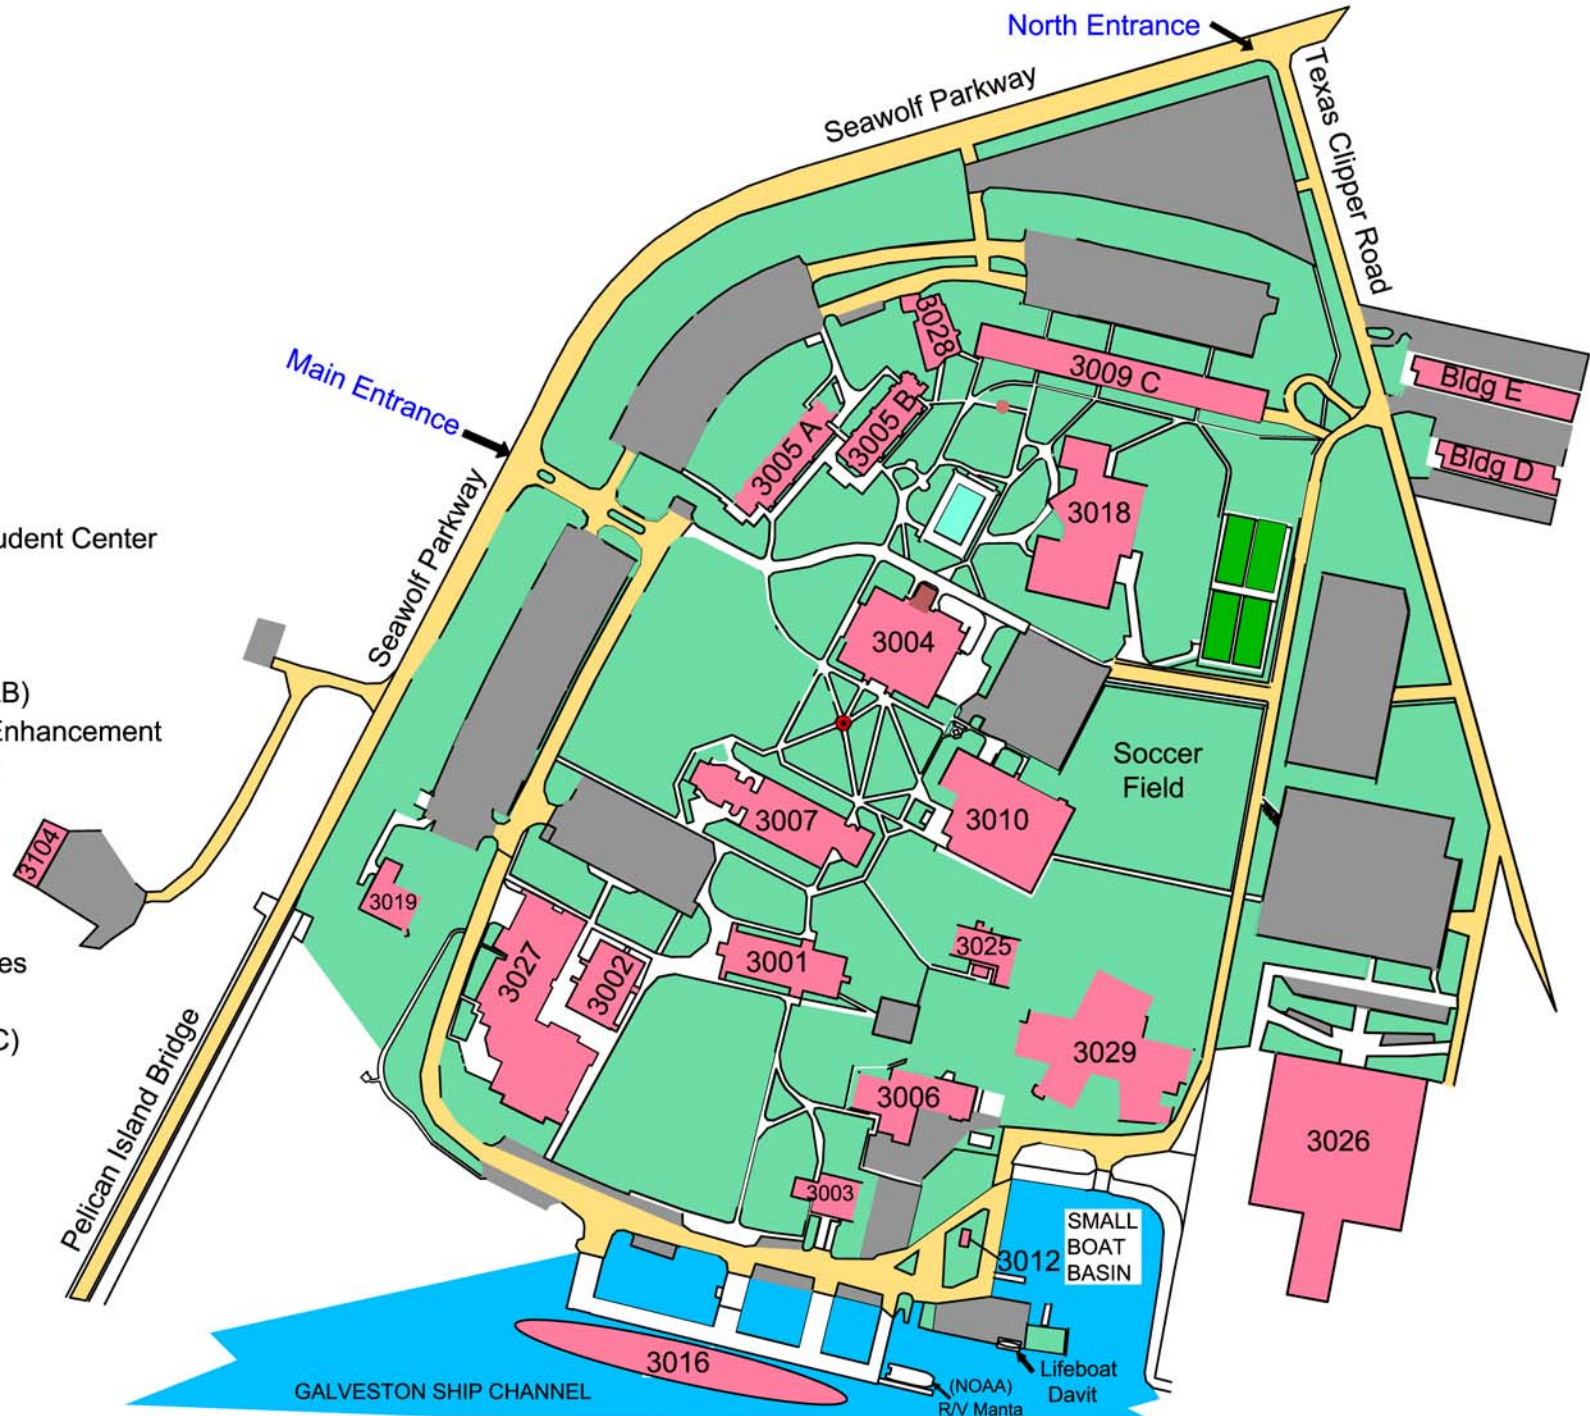 North Entrance
Seawolf Parkway
Texas Clipper Road
Main Entrance
3028
3009 C
Bldg E
3005 A
3005 B
Bldg D
3018
Seawolf Parkway
udent Center
3004
B)
Enhancement
Soccer
Field
3007
3010
3104
3019
3025
3027
3002
3001
es
C)
3029
3006
3026
Pelican Island Bridge
3003
SMALL
BOAT
BASIN
3012
3016
GALVESTON SHIP CHANNEL
Lifeboat
Davit
(NOAA)
R/V Manta